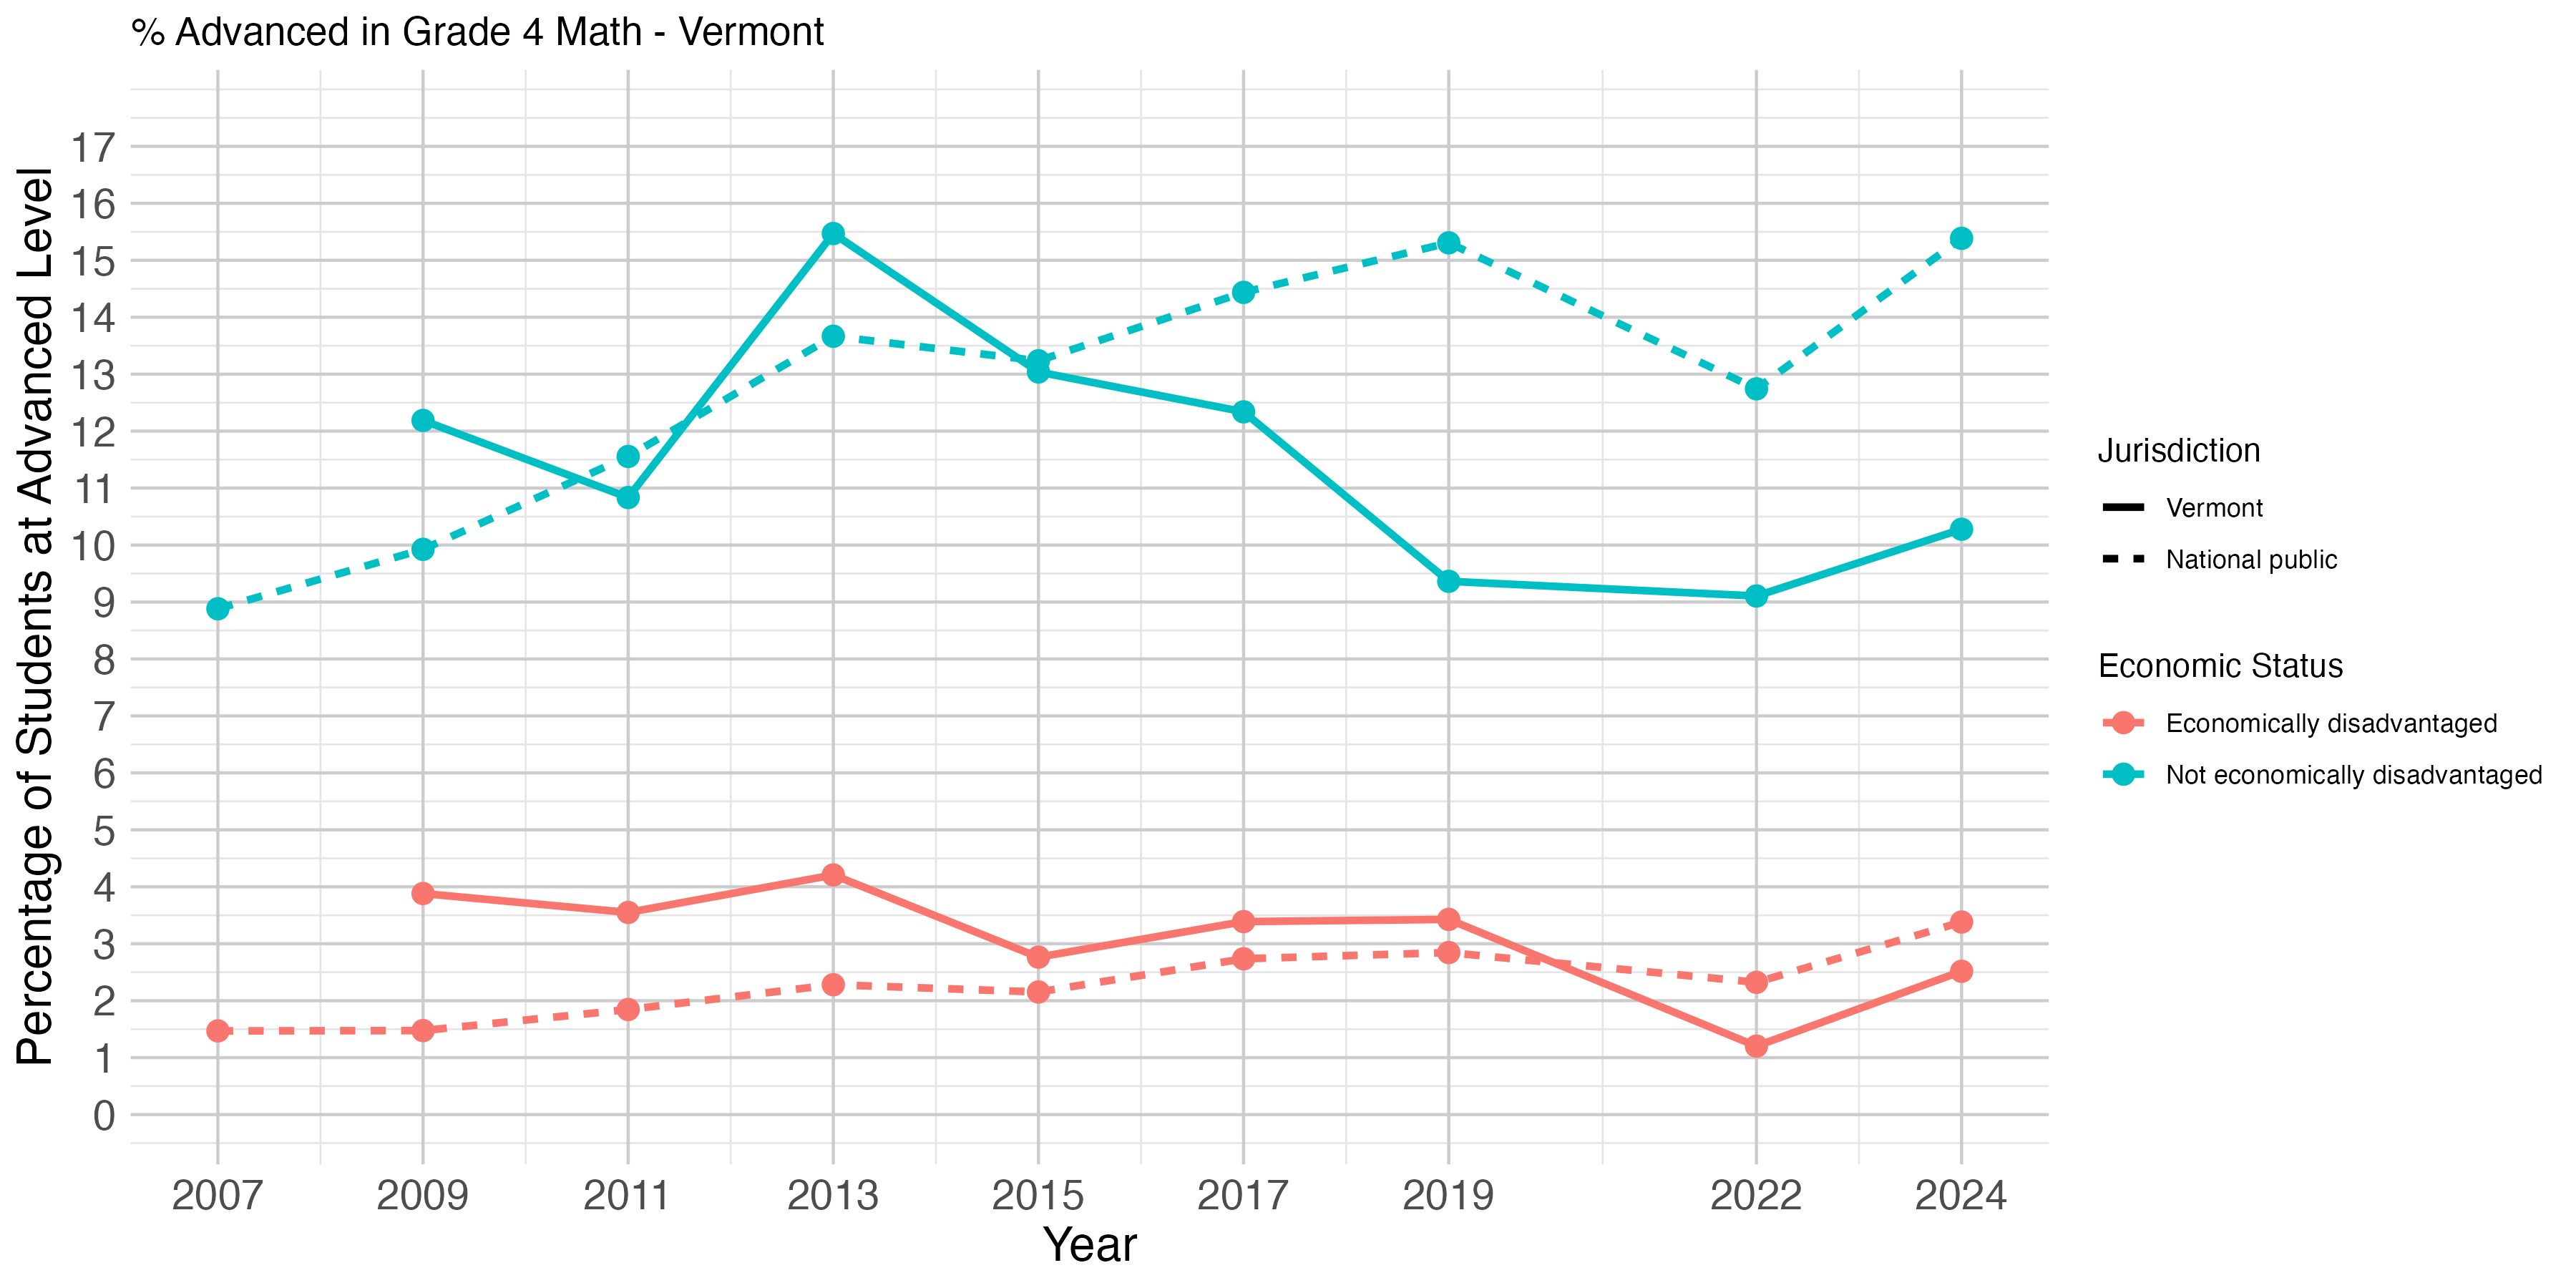 % Advanced in Grade 4 Math - Vermont
Percentage of Students at Advanced Level
17
16
15
14
13
12
11
10
9
8
7
6
5
4
3
2
1
0
2007 2009 2011 2013 2015 2017 2019 2022 2024
Year
Jurisdiction
Vermont
National public
Economic Status
Economically disadvantaged
Not economically disadvantaged